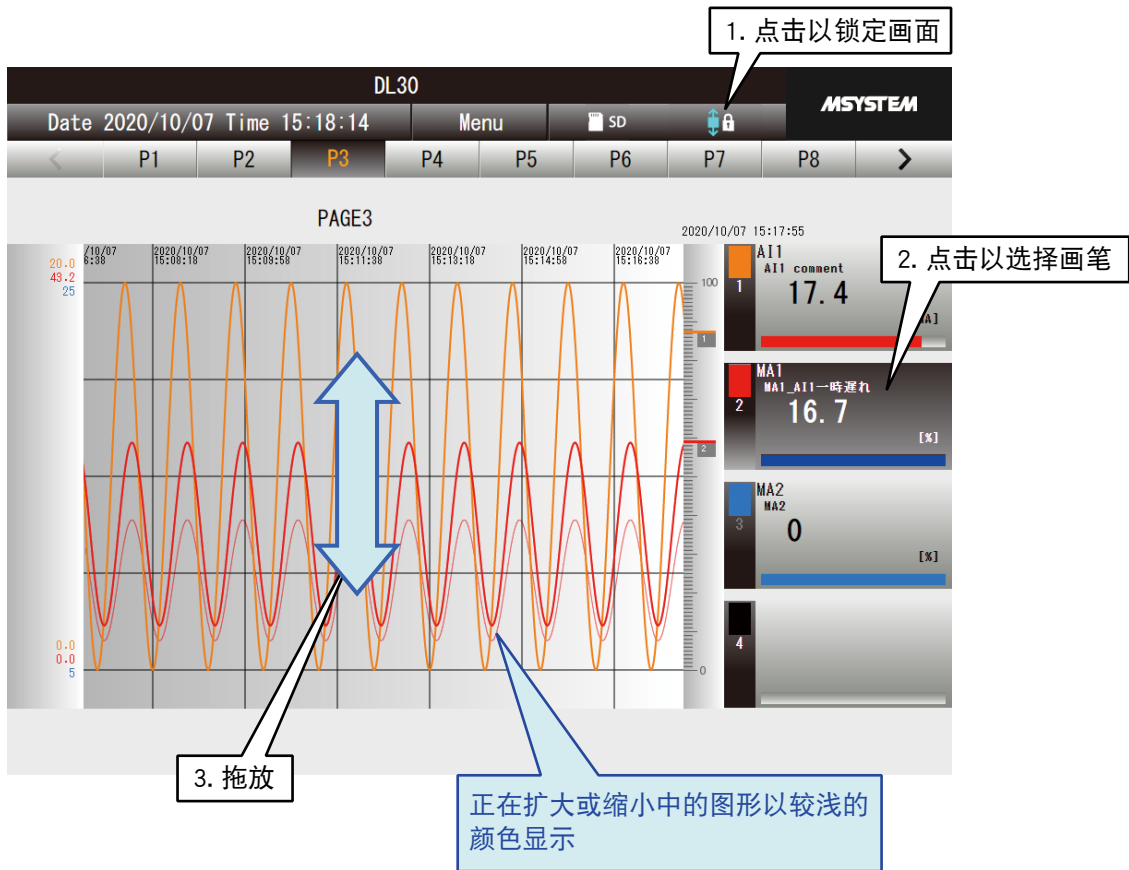 1. 点击以锁定画面
DL30
MSYSTEM
Date 2020/10/07 Time 15:18:14
Menu
SD
P1
P2
P3
P4
P5
P6
P7
P8
PAGE3
2020/10/07 15:17:55
/10/07
6:38
2020/10/07
15:08:18
2020/10/07
15:09:58
2020/10/07
15:11:38
2020/10/07
15:13:18
2020/10/07
15:14:58
2020/10/07
15:16:38
20.0
43.2
25
0.0
0.0
5
100
1
2
0
AI1
AI1 comment
1
17.4
MA]
2. 点击以选择画笔
MA1
MA1_AI1一時遅れ
2
16.7
[%]
MA2
MA2
3
0
[%]
4
3. 拖放
正在扩大或缩小中的图形以较浅的
颜色显示